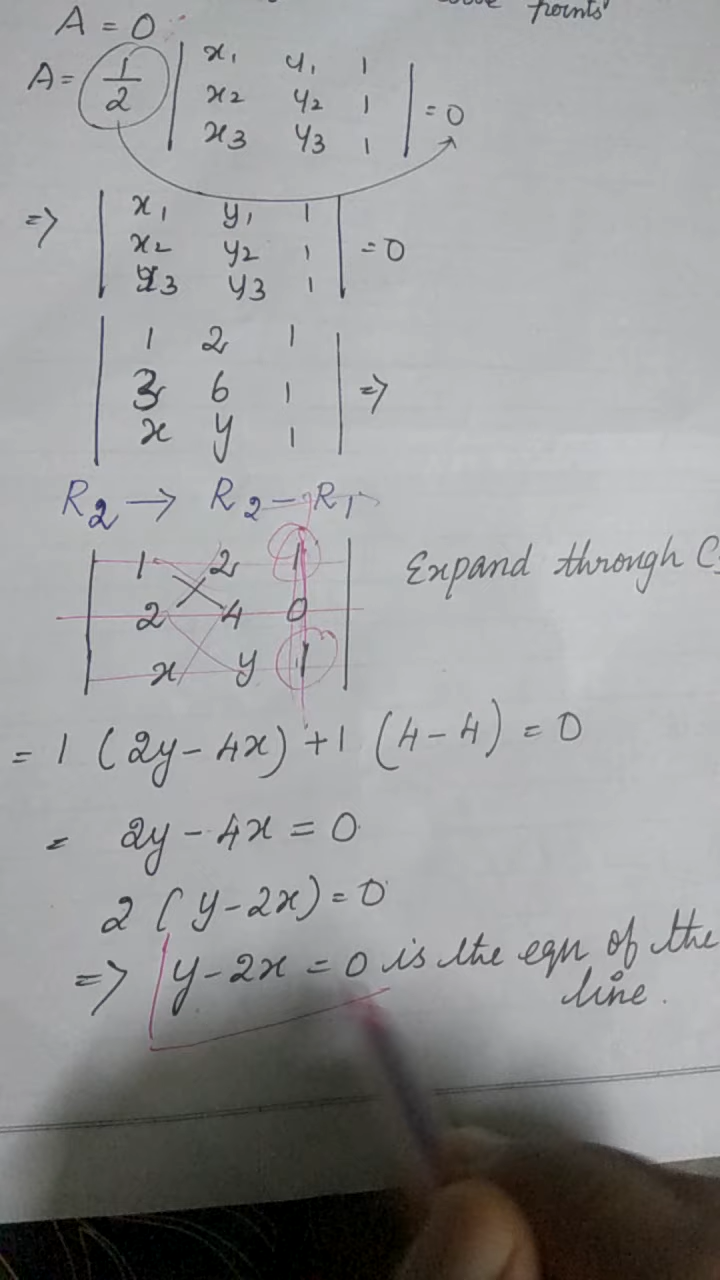 points
A = 0
A = 1/2 | x1 y1 1 |
| x2 y2 1 | = 0
| x3 y3 1 |
=> | x1 y1 1 |
| x2 y2 1 | = 0
| x3 y3 1 |
| 1 2 1 |
| 3 6 1 | =>
| x y 1 |
R2 → R2 - R1
| 1 2 1 | Expand through C
| 2 4 0 |
| x y 1 |
= 1 (2y - 4x) + 1 (4 - 4) = 0
= 2y - 4x = 0
2 (y - 2x) = 0
=> y - 2x = 0 is the eqn of the
line.